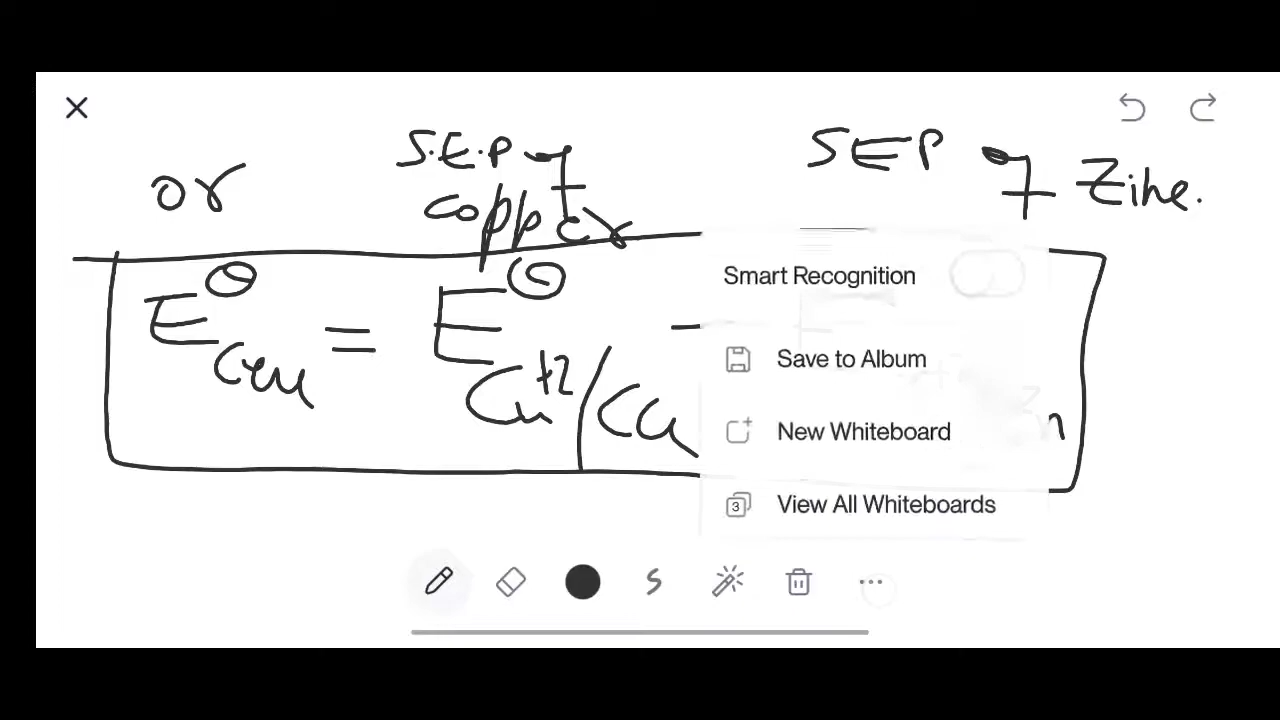 or S.E.P of copper SEP of Zinc.
E⊖cell = E⊖Cu+2/Cu –
Smart Recognition
Save to Album
New Whiteboard
3 View All Whiteboards